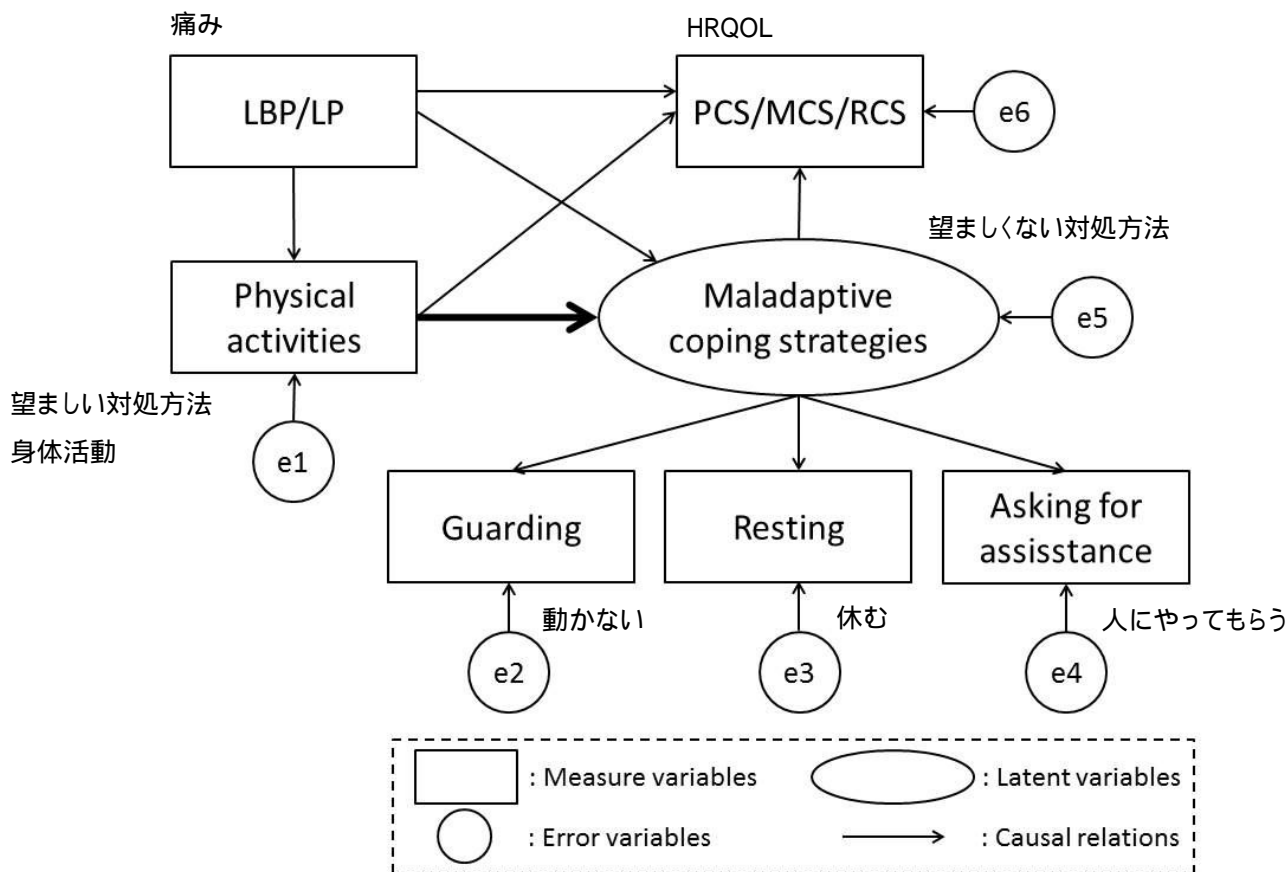 痛み
HRQOL
LBP/LP
PCS/MCS/RCS
e6
望ましくない対処方法
Physical
activities
Maladaptive
coping strategies
e5
望ましい対処方法
身体活動
e1
Guarding
Resting
Asking for
assisstance
動かない
休む
人にやってもらう
e2
e3
e4
: Measure variables
: Latent variables
: Error variables
: Causal relations